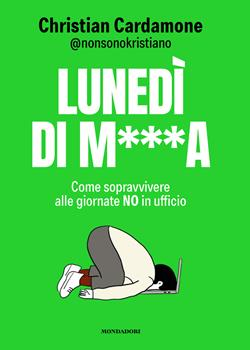 Christian Cardamone
@nonsonokristiano
LUNEDÌ
DI M***A
Come sopravvivere
alle giornate NO in ufficio
MONDADORI